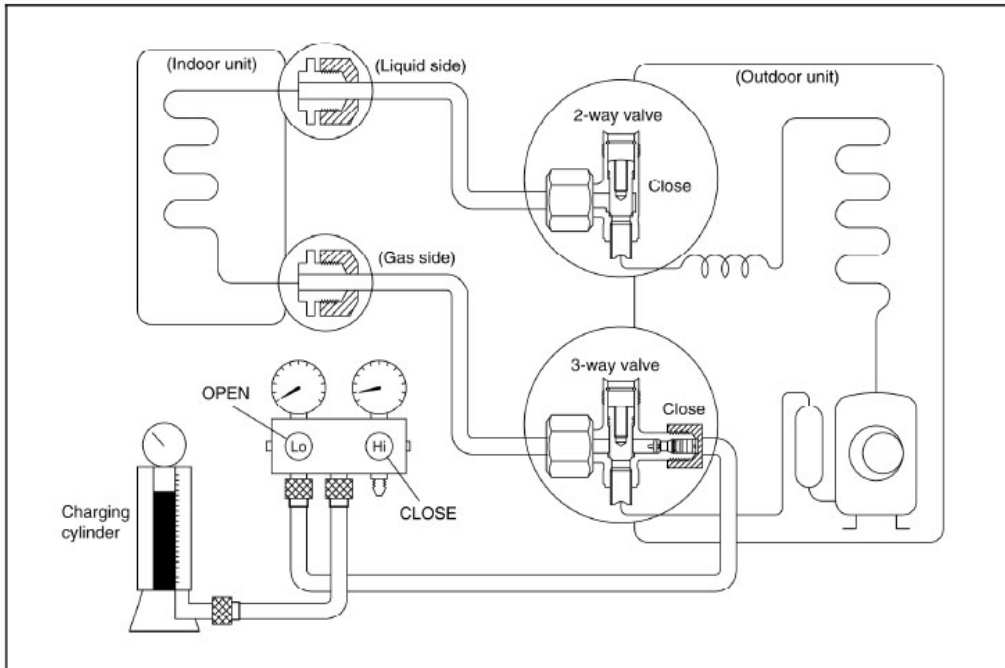 (Indoor unit)
(Liquid side)
(Outdoor unit)
2-way valve
Close
(Gas side)
3-way valve
Close
OPEN
Lo
Hi
CLOSE
Charging
cylinder